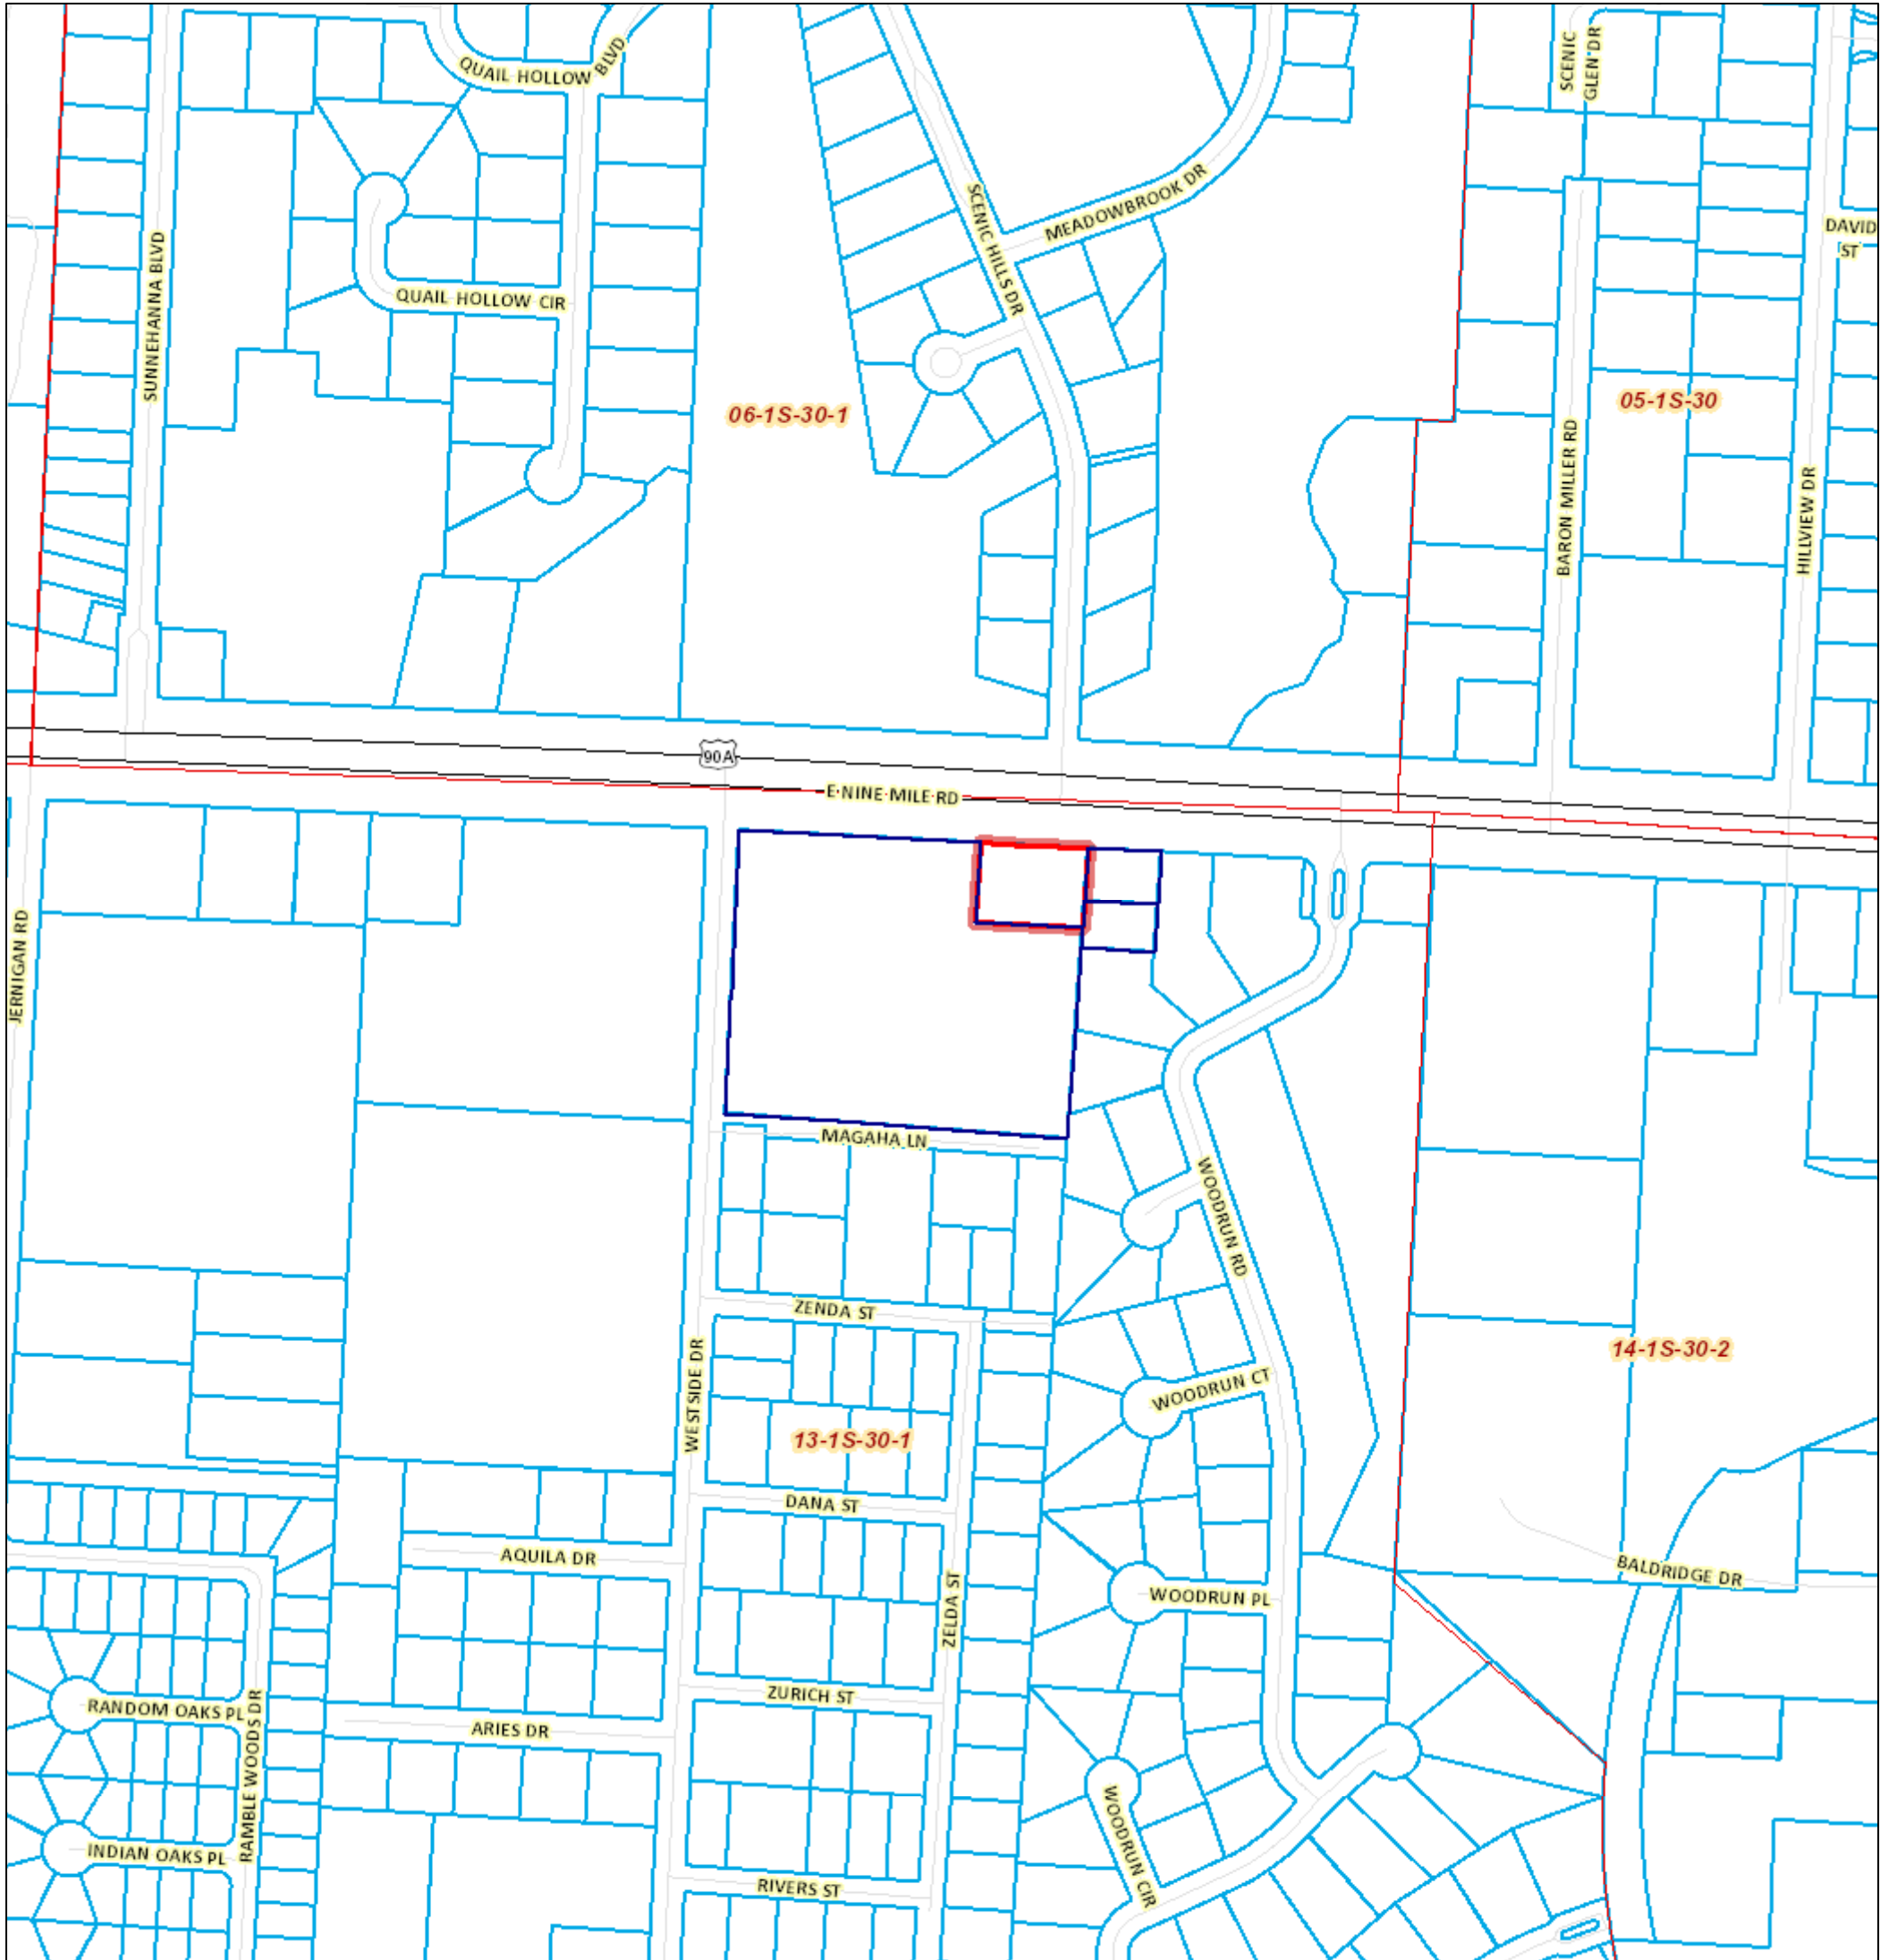 QUAIL HOLLOW BLVD
SCENIC
GLEN DR
MEADOWBROOK DR
SCENIC HILLS DR
DAVID
ST
SUNNEHANNA BLVD
QUAIL HOLLOW CIR
06-1S-30-1
05-1S-30
BARON MILLER RD
HILLVIEW DR
90A
E NINE MILE RD
JERNIGAN RD
MAGAHA LN
WOODRUN RD
ZENDA ST
WESTSIDE DR
14-1S-30-2
WOODRUN CT
13-1S-30-1
DANA ST
AQUILA DR
BALDRIDGE DR
ZELDA ST
WOODRUN PL
ZURICH ST
RANDOM OAKS PL
RAMBLE WOODS DR
ARIES DR
WOODRUN CIR
INDIAN OAKS PL
RIVERS ST